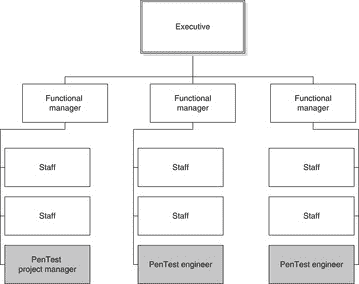 Executive
Functional
manager
Functional
manager
Functional
manager
Staff
Staff
Staff
Staff
Staff
Staff
PenTest
project manager
PenTest engineer
PenTest engineer